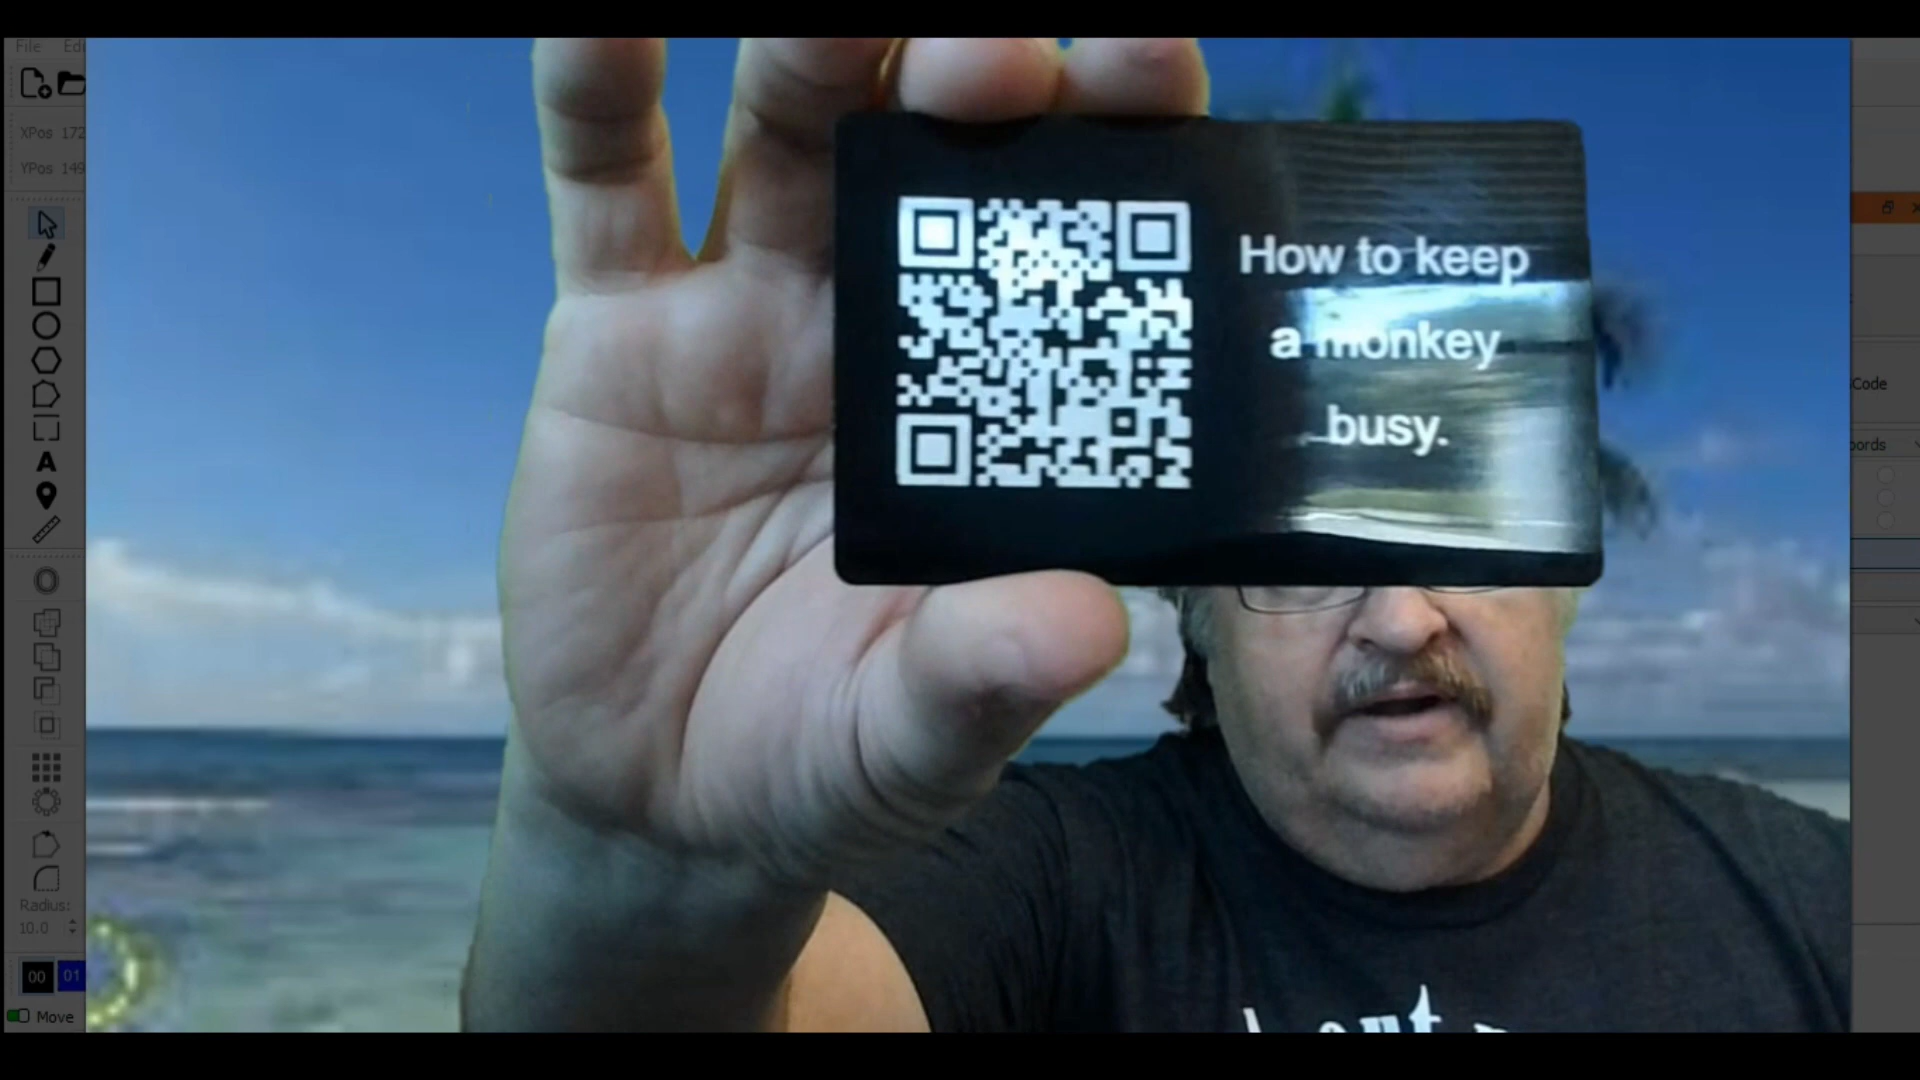 File
XPos 172
YPos 149
How to keep
a monkey
busy.
Code
Radius:
10.0
00
01
Move